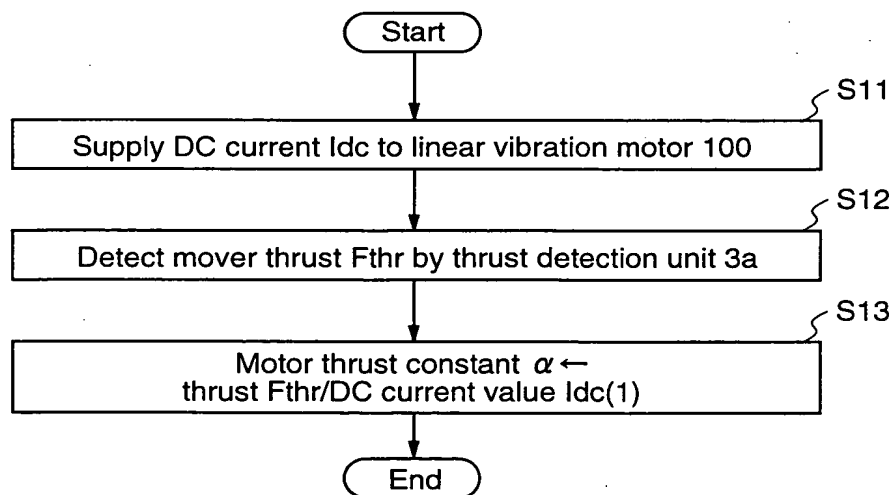 Start
S11
Supply DC current Idc to linear vibration motor 100
S12
Detect mover thrust Fthr by thrust detection unit 3a
S13
Motor thrust constant α ←
thrust Fthr/DC current value Idc(1)
End